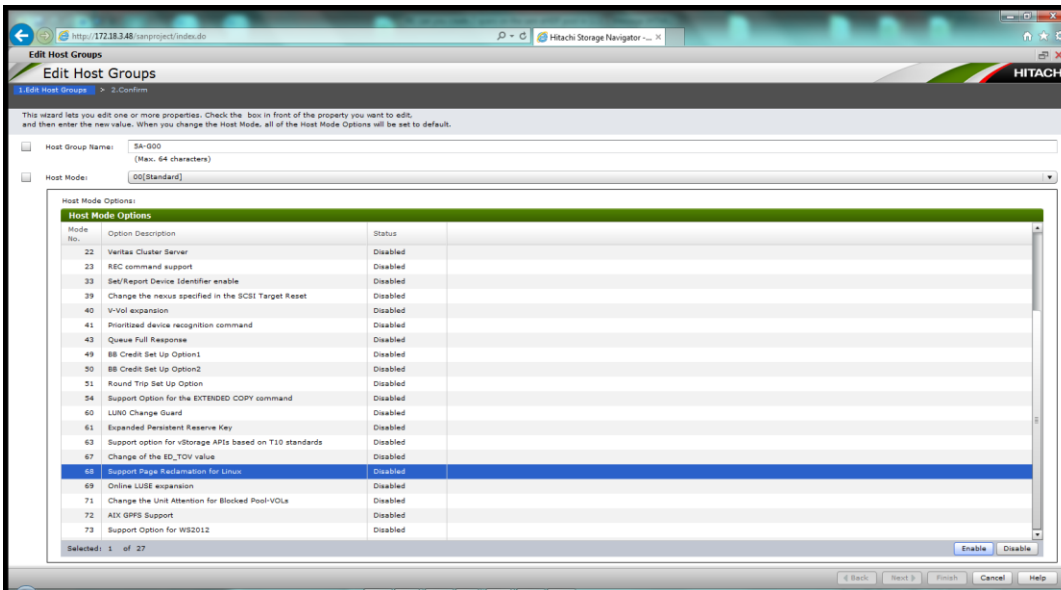 http://172.18.3.48/sanproject/index.do
Hitachi Storage Navigator -... ×
Edit Host Groups
Edit Host Groups
HITACH
1.Edit Host Groups > 2.Confirm
This wizard lets you edit one or more properties. Check the box in front of the property you want to edit,
and then enter the new value. When you change the Host Mode, all of the Host Mode Options will be set to default.
Host Group Name: SA-G00
(Max. 64 characters)
Host Mode: 00[Standard]
Host Mode Options:
Host Mode Options
Mode No. Option Description Status
22 Veritas Cluster Server Disabled
23 REC command support Disabled
33 Set/Report Device Identifier enable Disabled
39 Change the nexus specified in the SCSI Target Reset Disabled
40 V-Vol expansion Disabled
41 Prioritized device recognition command Disabled
43 Queue Full Response Disabled
49 BB Credit Set Up Option1 Disabled
50 BB Credit Set Up Option2 Disabled
51 Round Trip Set Up Option Disabled
54 Support Option for the EXTENDED COPY command Disabled
60 LUN0 Change Guard Disabled
61 Expanded Persistent Reserve Key Disabled
63 Support option for vStorage APIs based on T10 standards Disabled
67 Change of the ED_TOV value Disabled
68 Support Page Reclamation for Linux Disabled
69 Online LUSE expansion Disabled
71 Change the Unit Attention for Blocked Pool-VOLs Disabled
72 AIX GPFS Support Disabled
73 Support Option for WS2012 Disabled
Selected: 1 of 27 Enable Disable
Back Next Finish Cancel Help